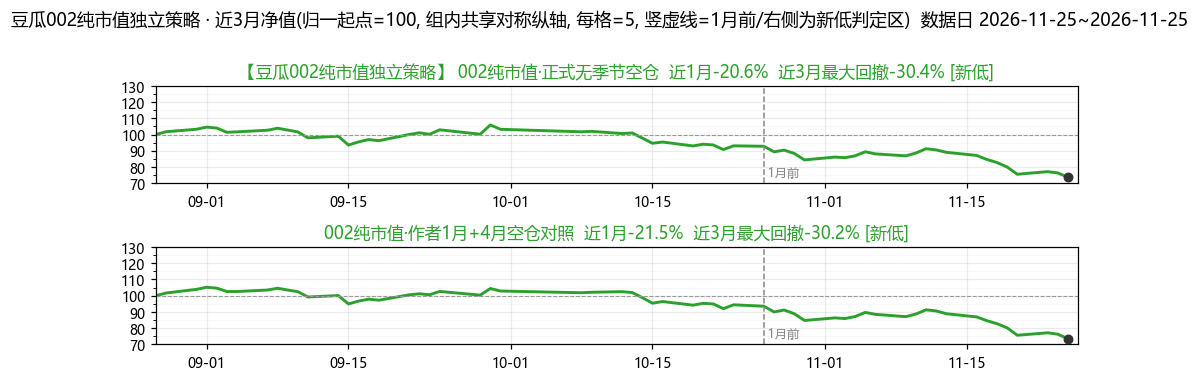 豆瓜002纯市值独立策略 · 近3月净值(归一起点=100, 组内共享对称纵轴, 每格=5, 竖虚线=1月前/右侧为新低判定区)  数据日 2026-11-25~2026-11-25
【豆瓜002纯市值独立策略】 002纯市值·正式无季节空仓  近1月-20.6%  近3月最大回撤-30.4% [新低]
130
120
110
100
90
80
70
1月前
09-01 09-15 10-01 10-15 11-01 11-15
002纯市值·作者1月+4月空仓对照  近1月-21.5%  近3月最大回撤-30.2% [新低]
130
120
110
100
90
80
70
1月前
09-01 09-15 10-01 10-15 11-01 11-15